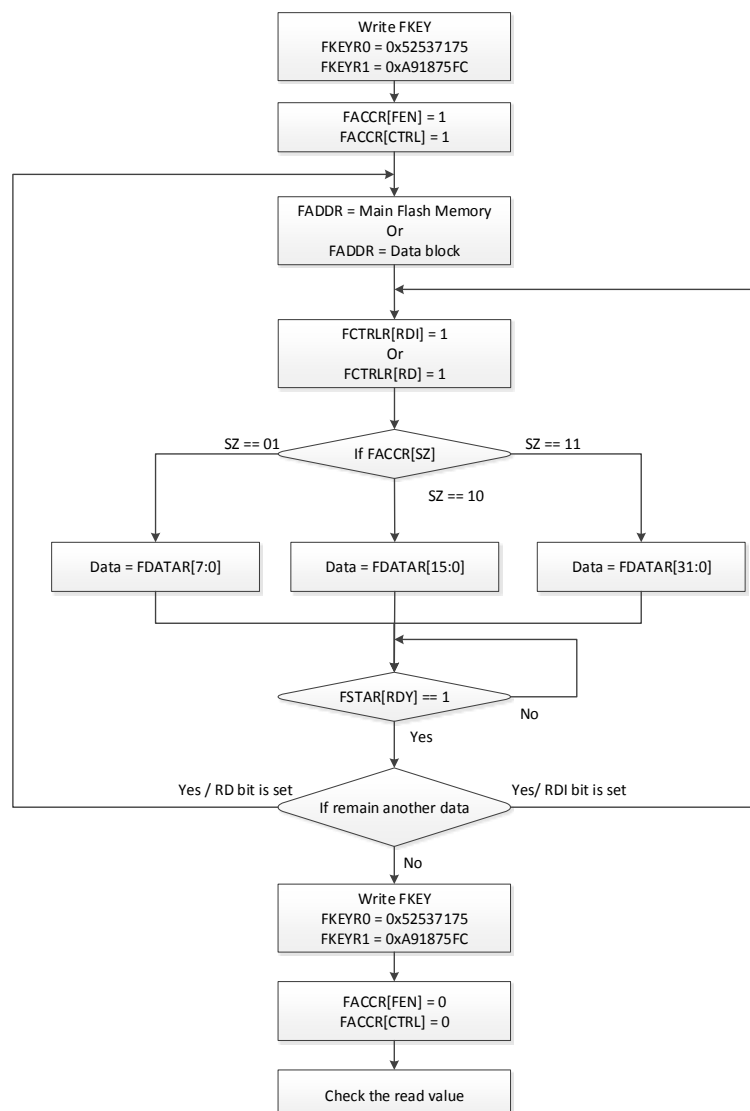 Write FKEY
FKEYR0 = 0x52537175
FKEYR1 = 0xA91875FC
FACCR[FEN] = 1
FACCR[CTRL] = 1
FADDR = Main Flash Memory
Or
FADDR = Data block
FCTRLR[RDI] = 1
Or
FCTRLR[RD] = 1
SZ == 01
If FACCR[SZ]
SZ == 11
SZ == 10
Data = FDATAR[7:0]
Data = FDATAR[15:0]
Data = FDATAR[31:0]
FSTAR[RDY] == 1
No
Yes
Yes / RD bit is set
If remain another data
Yes/ RDI bit is set
No
Write FKEY
FKEYR0 = 0x52537175
FKEYR1 = 0xA91875FC
FACCR[FEN] = 0
FACCR[CTRL] = 0
Check the read value